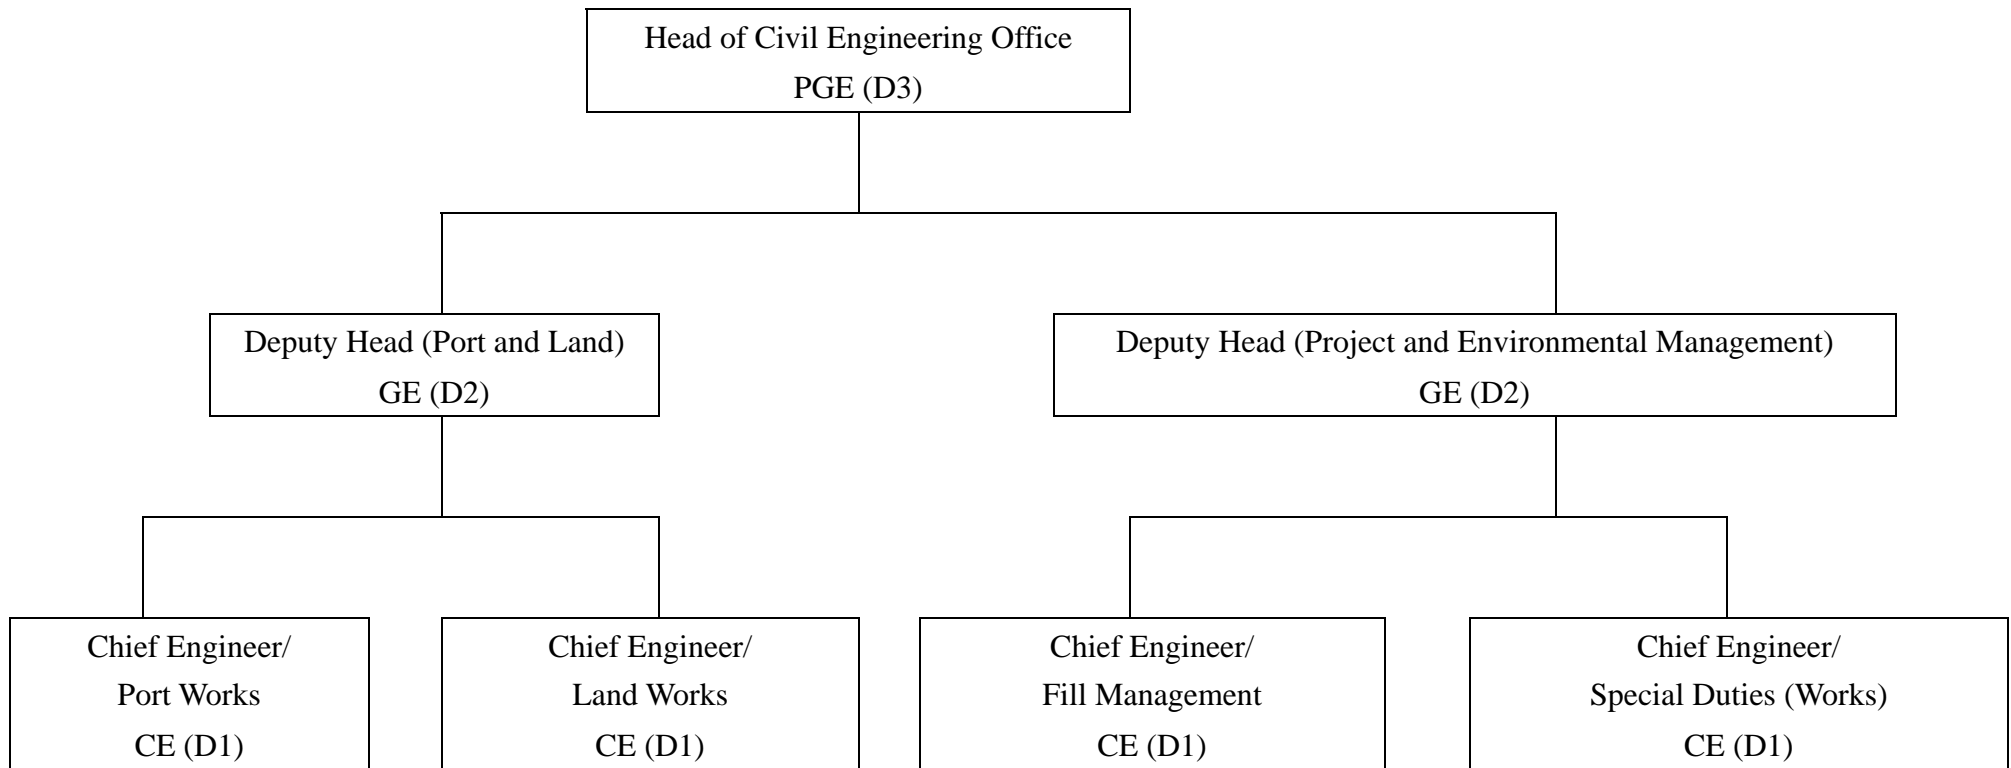 Head of Civil Engineering Office
PGE (D3)
Deputy Head (Port and Land)
GE (D2)
Deputy Head (Project and Environmental Management)
GE (D2)
Chief Engineer/
Port Works
CE (D1)
Chief Engineer/
Land Works
CE (D1)
Chief Engineer/
Fill Management
CE (D1)
Chief Engineer/
Special Duties (Works)
CE (D1)